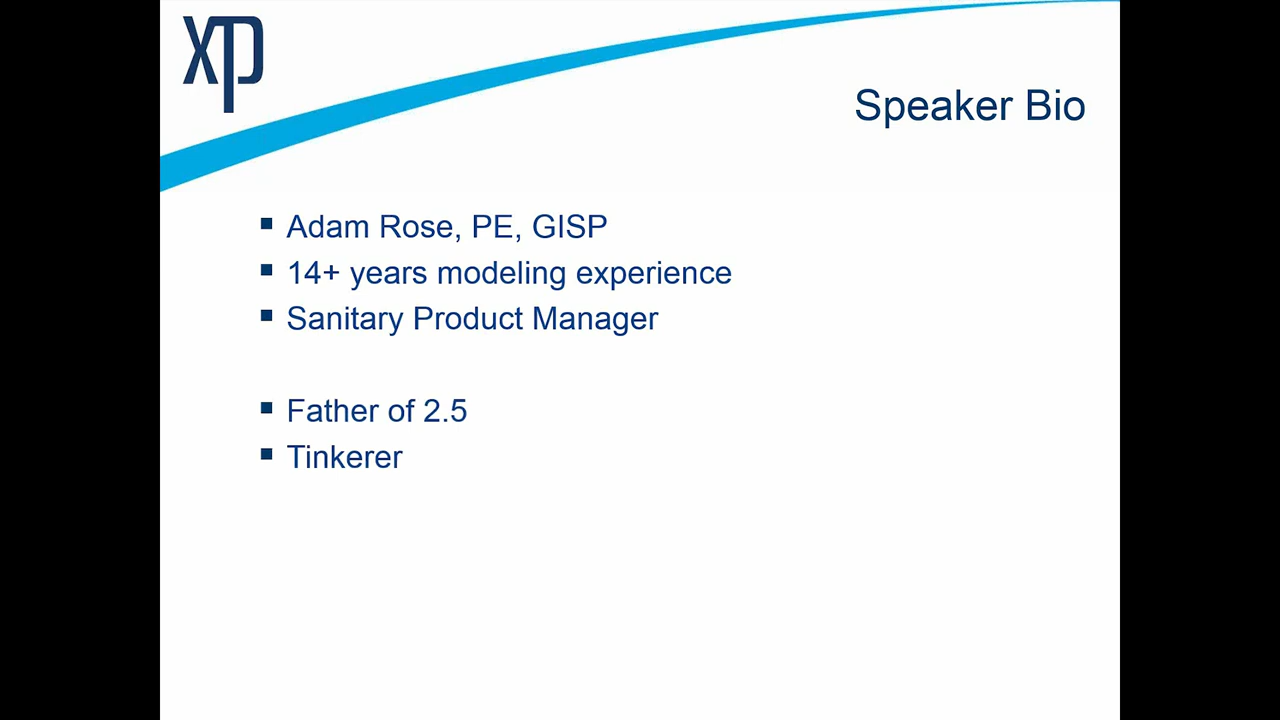 xp
Speaker Bio
Adam Rose, PE, GISP
14+ years modeling experience
Sanitary Product Manager
Father of 2.5
Tinkerer